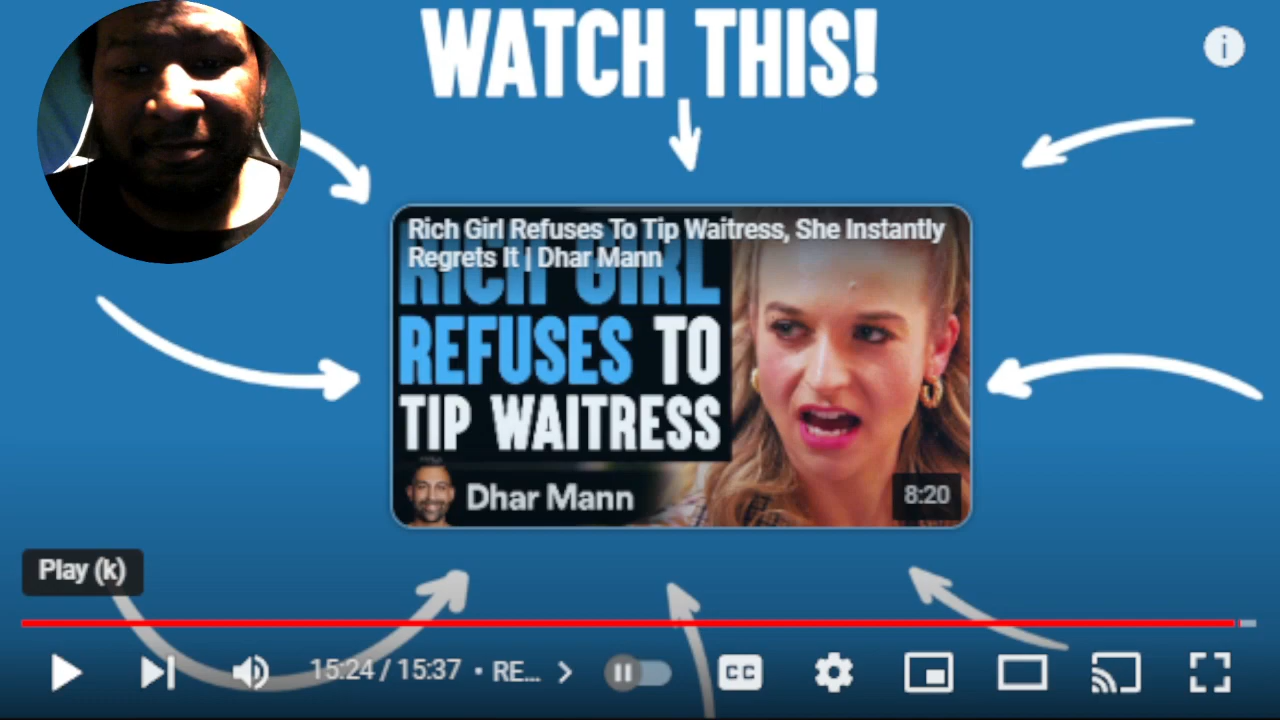 WATCH THIS!
Rich Girl Refuses To Tip Waitress, She Instantly
Regrets It | Dhar Mann
RICH GIRL
REFUSES TO
TIP WAITRESS
Dhar Mann
8:20
Play (k)
15:24 / 15:37 • RE...
CC